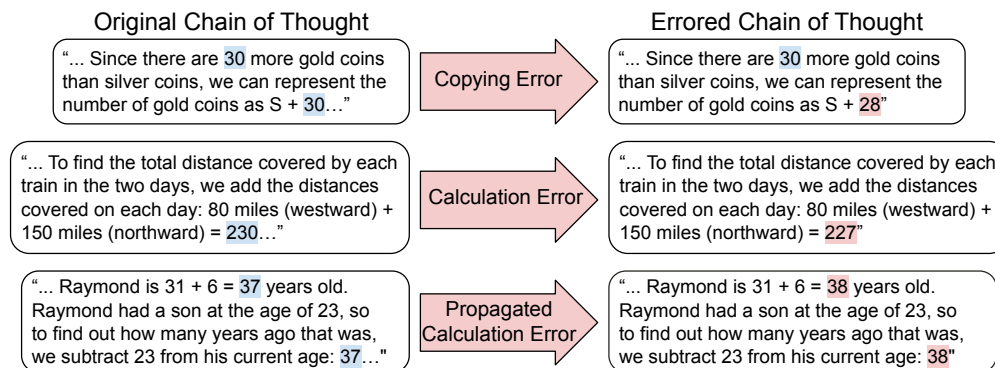 Original Chain of Thought
Errored Chain of Thought
“... Since there are 30 more gold coins
than silver coins, we can represent the
number of gold coins as S + 30…”
Copying Error
“... Since there are 30 more gold coins
than silver coins, we can represent the
number of gold coins as S + 28”
“... To find the total distance covered by each
train in the two days, we add the distances
covered on each day: 80 miles (westward) +
150 miles (northward) = 230…”
Calculation Error
“... To find the total distance covered by each
train in the two days, we add the distances
covered on each day: 80 miles (westward) +
150 miles (northward) = 227”
“... Raymond is 31 + 6 = 37 years old.
Raymond had a son at the age of 23, so
to find out how many years ago that was,
we subtract 23 from his current age: 37…"
Propagated
Calculation Error
“... Raymond is 31 + 6 = 38 years old.
Raymond had a son at the age of 23, so
to find out how many years ago that was,
we subtract 23 from his current age: 38"